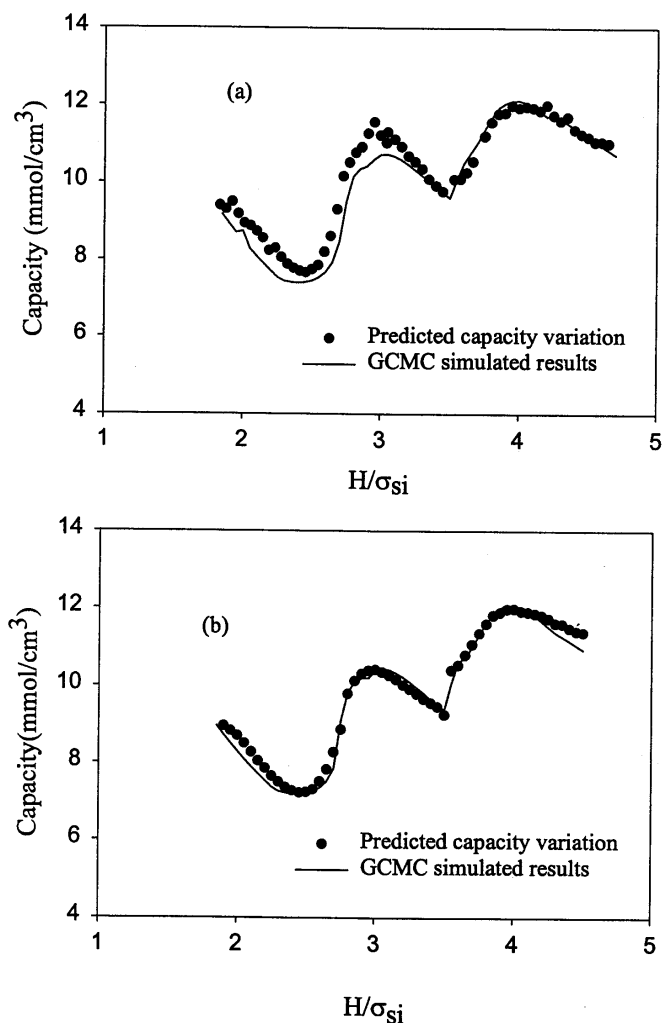 14
12
10
8
6
4
Capacity (mmol/cm³)
(a)
Predicted capacity variation
GCMC simulated results
1 2 3 4 5
H/σsi
14
12
10
8
6
4
Capacity(mmol/cm³)
(b)
Predicted capacity variation
GCMC simulated results
1 2 3 4 5
H/σsi